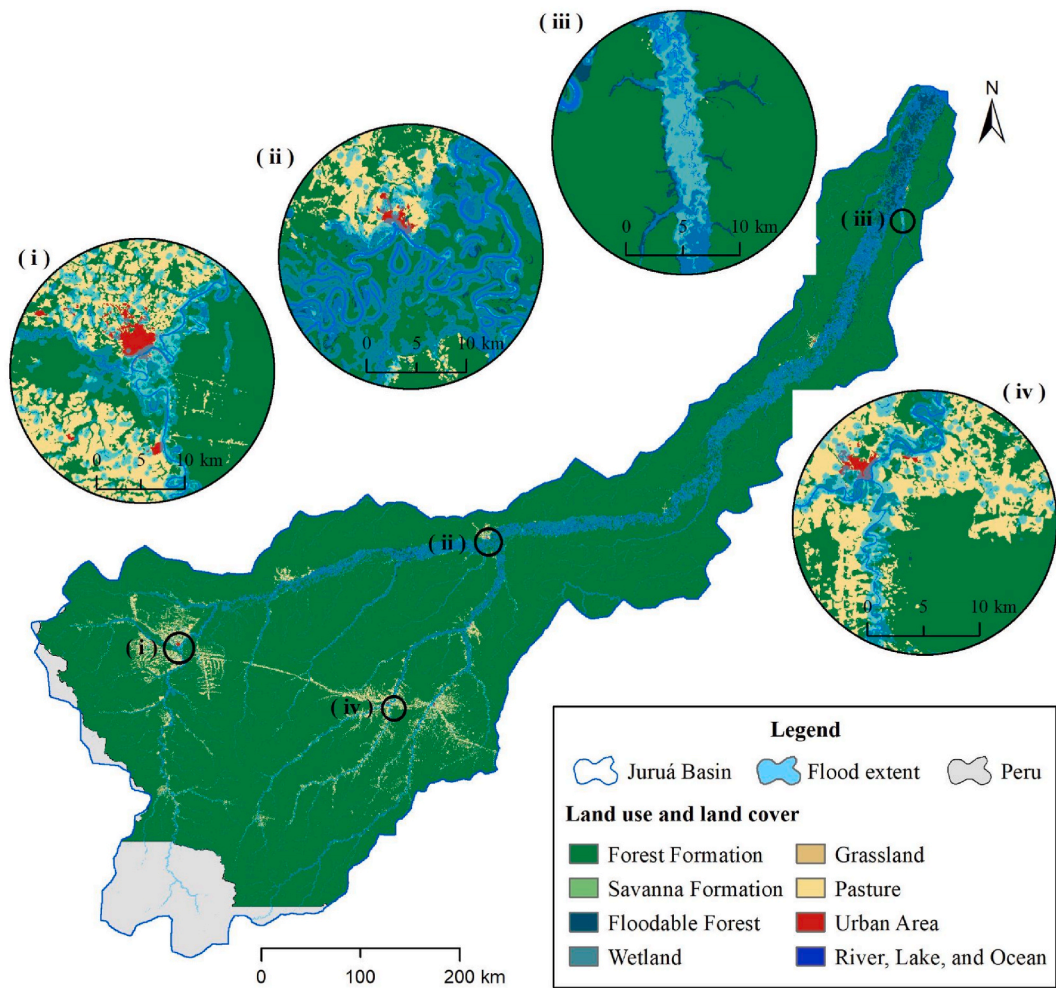 ( iii )
N
( ii )
0 5 10 km
( iii )
( i )
0 5 10 km
( iv )
0 5 10 km
( ii )
0 5 10 km
( i )
( iv )
Legend
Juruá Basin Flood extent Peru
Land use and land cover
Forest Formation Grassland
Savanna Formation Pasture
Floodable Forest Urban Area
Wetland River, Lake, and Ocean
0 100 200 km